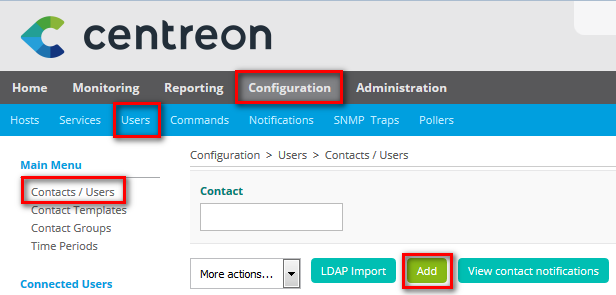 centreon
Home Monitoring Reporting Configuration Administration
Hosts Services Users Commands Notifications SNMP Traps Pollers
Main Menu
Contacts / Users
Contact Templates
Contact Groups
Time Periods
Connected Users
Configuration > Users > Contacts / Users
Contact
More actions... LDAP Import Add View contact notifications